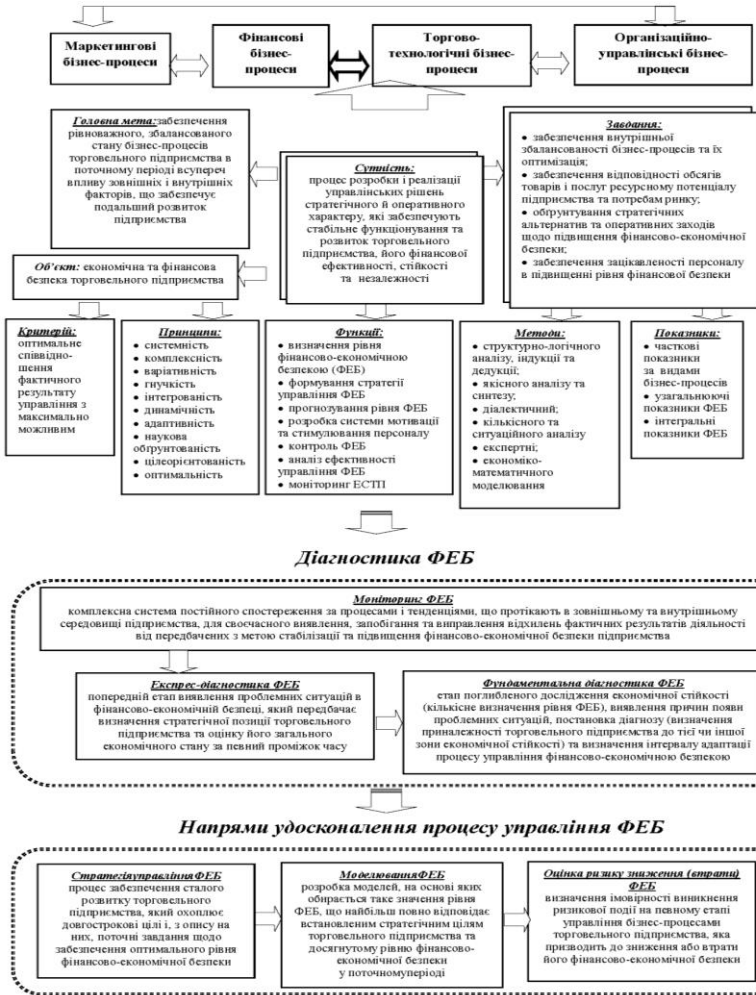 Маркетингові
бізнес-процеси
Фінансові
бізнес-
процеси
Торгово-
технологічні бізнес-
процеси
Організаційно-
управлінські бізнес-
процеси
Головна мета:забезпечення
рівноважного, збалансованого
стану бізнес-процесів
торговельного підприємства в
поточному періоді всупереч
впливу зовнішніх і внутрішніх
факторів, що забезпечує
подальший розвиток
підприємства
Сутність:
процес розробки і реалізації
управлінських рішень
стратегічного й оперативного
характеру, які забезпечують
стабільне функціонування та
розвиток торговельного
підприємства, його фінансової
ефективності, стійкості
та незалежності
Завдання:
• забезпечення внутрішньої
збалансованості бізнес-процесів та їх
оптимізація;
• забезпечення відповідності обсягів
товарів і послуг ресурсному потенціалу
підприємства та потребам ринку;
• обґрунтування стратегічних
альтернатив та оперативних заходів
щодо підвищення фінансово-економічної
безпеки;
• забезпечення зацікавленості персоналу
в підвищенні рівня фінансової безпеки
Об'єкт: економічна та фінансова
безпека торговельного підприємства
Критерій:
оптимальне
співвідно-
шення
фактичного
результату
управління з
максимально
можливим
Принципи:
• системність
• комплексність
• варіативність
• гнучкість
• інтегрованість
• динамічність
• адаптивність
• наукова
обґрунтованість
• цілеорієнтованість
• оптимальність
Функції:
• визначення рівня
фінансово-економічною
безпекою (ФЕБ)
• формування стратегії
управління ФЕБ
• прогнозування рівня ФЕБ
• розробка системи мотивації
та стимулювання персоналу
• контроль ФЕБ
• аналіз ефективності
управління ФЕБ
• моніторинг ЕСТП
Методи:
• структурно-логічного
аналізу, індукції та
дедукції;
• якісного аналізу та
синтезу;
• діалектичний;
• кількісного та
ситуаційного аналізу
• експертні;
• економіко-
математичного
моделювання
Показники:
• часткові
показники
за видами
бізнес-процесів
• узагальнюючі
показники ФЕБ
• інтегральні
показники ФЕБ
Діагностика ФЕБ
Моніторинг ФЕБ
комплексна система постійного спостереження за процесами і тенденціями, що протікають в зовнішньому та внутрішньому
середовищі підприємства, для своєчасного виявлення, запобігання та виправлення відхилень фактичних результатів діяльності
від передбачених з метою стабілізації та підвищення фінансово-економічної безпеки підприємства
Експрес-діагностика ФЕБ
попередній етап виявлення проблемних ситуацій в
фінансово-економічній безпеці, який передбачає
визначення стратегічної позиції торговельного
підприємства та оцінку його загального
економічного стану за певний проміжок часу
Фундаментальна діагностика ФЕБ
етап поглибленого дослідження економічної стійкості
(кількісне визначення рівня ФЕБ), виявлення причин появи
проблемних ситуацій, постановка діагнозу (визначення
приналежності торговельного підприємства до тієї чи іншої
зони економічної стійкості) та визначення інтервалу адаптації
процесу управління фінансово-економічною безпекою
Напрями удосконалення процесу управління ФЕБ
СтратегіяуправлінняФЕБ
процес забезпечення сталого
розвитку торговельного
підприємства, який охоплює
довгострокові цілі і, з опису на
них, поточні завдання щодо
забезпечення оптимального рівня
фінансово-економічної безпеки
МоделюванняФЕБ
розробка моделей, на основі яких
обирається таке значення рівня
ФЕБ, що найбільш повно відповідає
встановленим стратегічним цілям
торговельного підприємства та
досягнутому рівню фінансово-
економічної безпеки
у поточномуперіоді
Оцінка ризику зниження (втрати)
ФЕБ
визначення імовірності виникнення
ризикової події на певному етапі
управління бізнес-процесами
торговельного підприємства, яка
призводить до зниження або втрати
його фінансово-економічної безпеки